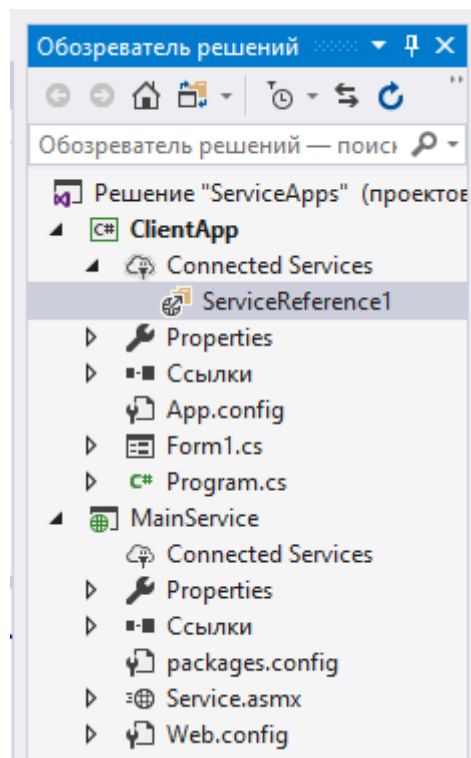 Обозреватель решений
Обозреватель решений — поиск
Решение "ServiceApps" (проектов
C# ClientApp
Connected Services
ServiceReference1
Properties
Ссылки
App.config
Form1.cs
C# Program.cs
MainService
Connected Services
Properties
Ссылки
packages.config
Service.asmx
Web.config